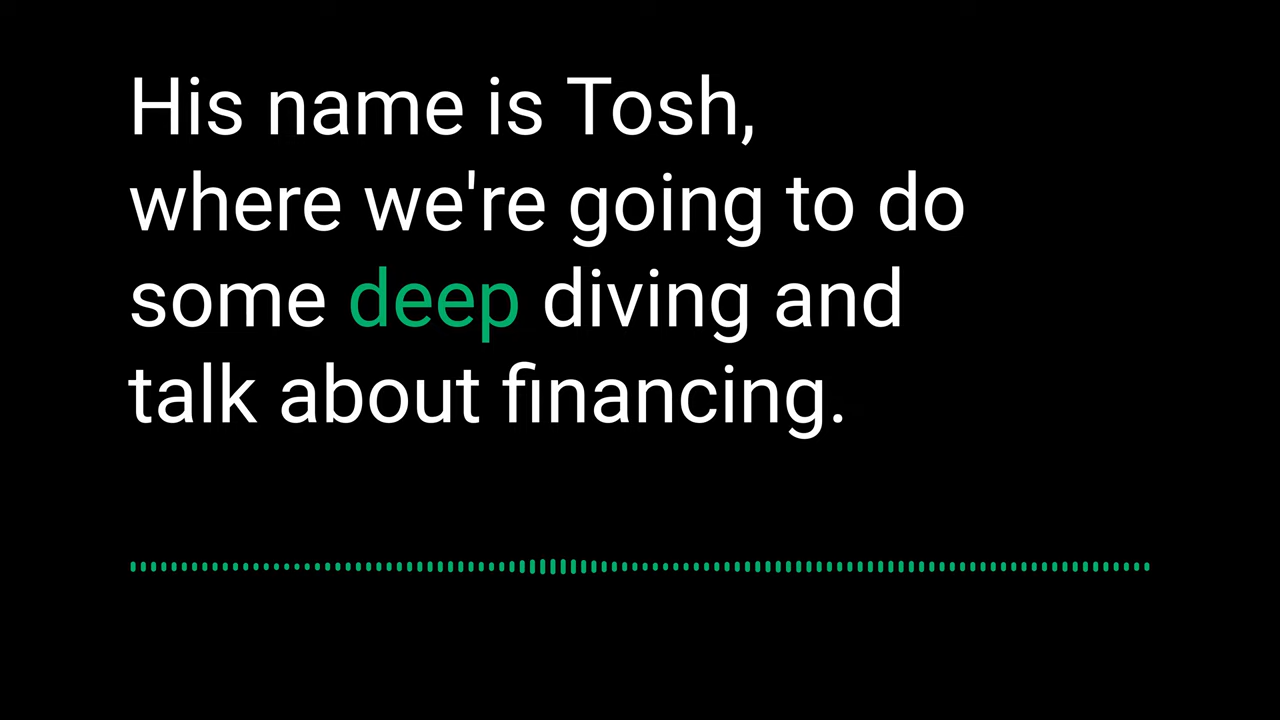 His name is Tosh,
where we're going to do
some deep diving and
talk about financing.